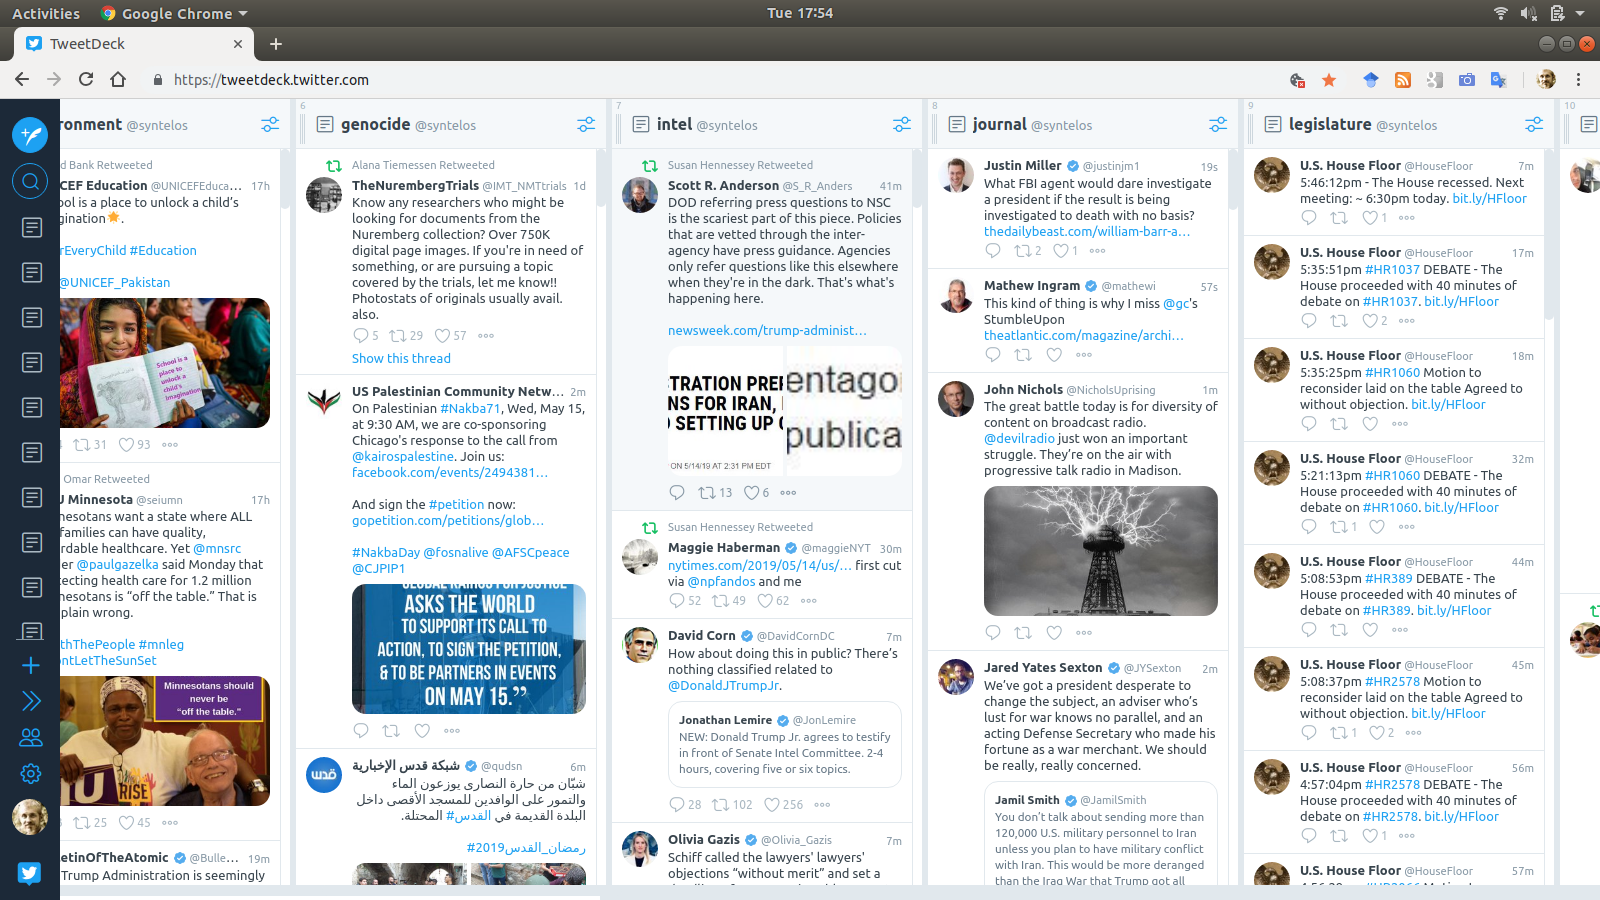 Activities
Google Chrome
Tue 17:54
TweetDeck
https://tweetdeck.twitter.com
ronment @syntelos
d Bank Retweeted
CEF Education @UNICEFEduca... 17h
ool is a place to unlock a child's
gination
rEveryChild #Education
@UNICEF_Pakistan
School is a
place to
unlock a
child's
imagination
31 93
Omar Retweeted
J Minnesota @seiumn 17h
nesotans want a state where ALL
families can have quality,
rdable healthcare. Yet @mnsrc
er @paulgazelka said Monday that
tecting health care for 1.2 million
nesotans is "off the table." That is
plain wrong.
thThePeople #mnleg
ontLetTheSunSet
Minnesotans should
never be
"off the table."
RISE
25 45
etinOfTheAtomic @Bulle... 19m
Trump Administration is seemingly
6
genocide @syntelos
Alana Tiemessen Retweeted
TheNurembergTrials @IMT_NMTtrials 1d
Know any researchers who might be
looking for documents from the
Nuremberg collection? Over 750K
digital page images. If you're in need of
something, or are pursuing a topic
covered by the trials, let me know!!
Photostats of originals usually avail.
also.
5 29 57
Show this thread
US Palestinian Community Netw... 2m
On Palestinian #Nakba71, Wed, May 15,
at 9:30 AM, we are co-sponsoring
Chicago's response to the call from
@kairospalestine. Join us:
facebook.com/events/2494381...
And sign the #petition now:
gopetition.com/petitions/glob...
#NakbaDay @fosnalive @AFSCpeace
@CJPIP1
GLOBAL KAIROS FOR JUSTICE
ASKS THE WORLD
TO SUPPORT ITS CALL TO
ACTION, TO SIGN THE PETITION,
& TO BE PARTNERS IN EVENTS
ON MAY 15."
قدس
شبكة قدس الإخبارية @qudsn 6m
شبّان من حارة النصارى يوزعون الماء
والتمور على الوافدين للمسجد الأقصى داخل
البلدة القديمة في #القدس المحتلة.
#رمضان_القدس2019
7
intel @syntelos
Susan Hennessey Retweeted
Scott R. Anderson @S_R_Anders 41m
DOD referring press questions to NSC
is the scariest part of this piece. Policies
that are vetted through the inter-
agency have press guidance. Agencies
only refer questions like this elsewhere
when they're in the dark. That's what's
happening here.
newsweek.com/trump-administ...
TRATION PREP
NS FOR IRAN,
SETTING UP
ON 5/14/19 AT 2:31 PM EDT
entago
publica
13 6
Susan Hennessey Retweeted
Maggie Haberman @maggieNYT 30m
nytimes.com/2019/05/14/us/... first cut
via @npfandos and me
52 49 62
David Corn @DavidCornDC 7m
How about doing this in public? There's
nothing classified related to
@DonaldJTrumpJr.
Jonathan Lemire @JonLemire
NEW: Donald Trump Jr. agrees to testify
in front of Senate Intel Committee. 2-4
hours, covering five or six topics.
28 102 256
Olivia Gazis @Olivia_Gazis 7m
Schiff called the lawyers' lawyers'
objections "without merit" and set a
8
journal @syntelos
Justin Miller @justinjm1 19s
What FBI agent would dare investigate
a president if the result is being
investigated to death with no basis?
thedailybeast.com/william-barr-a...
2 1
Mathew Ingram @mathewi 57s
This kind of thing is why I miss @gc's
StumbleUpon
theatlantic.com/magazine/archi...
John Nichols @NicholsUprising 1m
The great battle today is for diversity of
content on broadcast radio.
@devilradio just won an important
struggle. They're on the air with
progressive talk radio in Madison.
Jared Yates Sexton @JYSexton 2m
We've got a president desperate to
change the subject, an adviser who's
lust for war knows no parallel, and an
acting Defense Secretary who made his
fortune as a war merchant. We should
be really, really concerned.
Jamil Smith @JamilSmith
You don't talk about sending more than
120,000 U.S. military personnel to Iran
unless you plan to have military conflict
with Iran. This would be more deranged
than the Iraq War that Trump got all
9
legislature @syntelos
U.S. House Floor @HouseFloor 7m
5:46:12pm - The House recessed. Next
meeting: ~ 6:30pm today. bit.ly/HFloor
1
U.S. House Floor @HouseFloor 17m
5:35:51pm #HR1037 DEBATE - The
House proceeded with 40 minutes of
debate on #HR1037. bit.ly/HFloor
2
U.S. House Floor @HouseFloor 18m
5:35:25pm #HR1060 Motion to
reconsider laid on the table Agreed to
without objection. bit.ly/HFloor
U.S. House Floor @HouseFloor 32m
5:21:13pm #HR1060 DEBATE - The
House proceeded with 40 minutes of
debate on #HR1060. bit.ly/HFloor
1
U.S. House Floor @HouseFloor 44m
5:08:53pm #HR389 DEBATE - The
House proceeded with 40 minutes of
debate on #HR389. bit.ly/HFloor
U.S. House Floor @HouseFloor 45m
5:08:37pm #HR2578 Motion to
reconsider laid on the table Agreed to
without objection. bit.ly/HFloor
1 2
U.S. House Floor @HouseFloor 56m
4:57:04pm #HR2578 DEBATE - The
House proceeded with 40 minutes of
debate on #HR2578. bit.ly/HFloor
1
U.S. House Floor @HouseFloor 57m
10